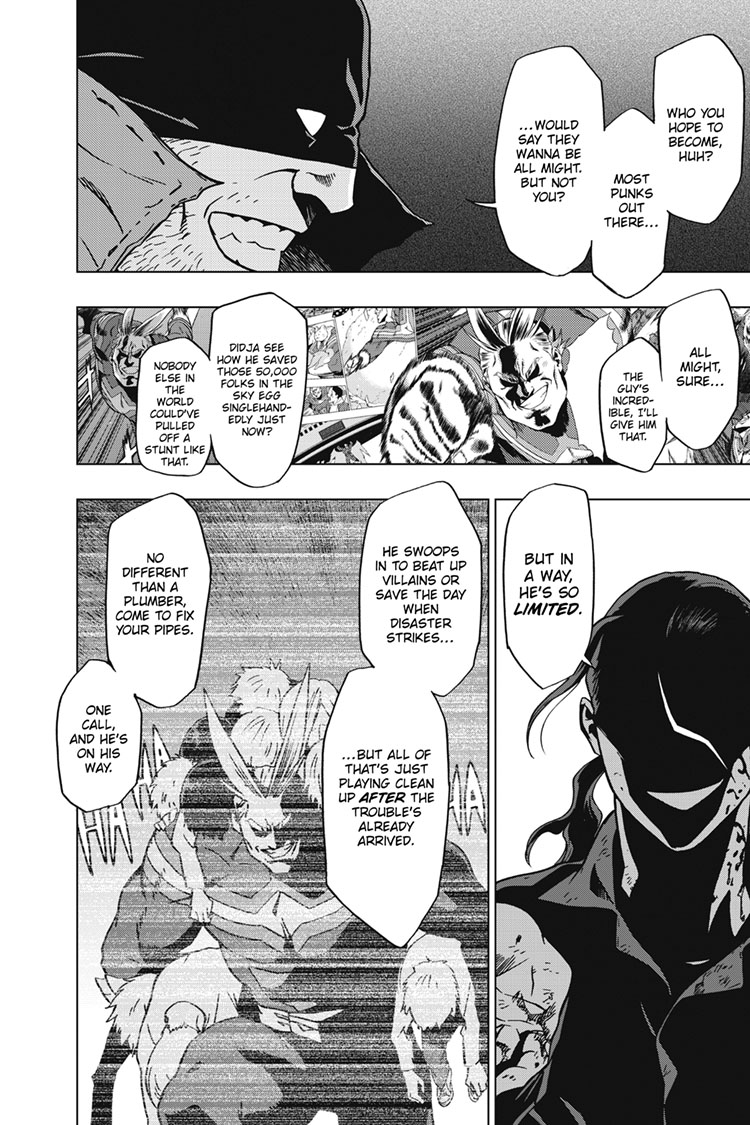 WHO YOU
HOPE TO
BECOME,
HUH?
MOST
PUNKS
OUT
THERE...
...WOULD
SAY THEY
WANNA BE
ALL MIGHT.
BUT NOT
YOU?
ALL
MIGHT,
SURE...
THE
GUY'S
INCRED-
IBLE, I'LL
GIVE HIM
THAT.
DIDJA SEE
HOW HE SAVED
THOSE 50,000
FOLKS IN THE
SKY EGG
SINGLEHAND-
EDLY JUST
NOW?
NOBODY
ELSE IN
THE WORLD
COULD'VE
PULLED
OFF A
STUNT LIKE
THAT.
BUT IN
A WAY,
HE'S SO
LIMITED.
HE SWOOPS
IN TO BEAT UP
VILLAINS OR
SAVE THE DAY
WHEN
DISASTER
STRIKES...
...BUT ALL OF
THAT'S JUST
PLAYING CLEAN
UP AFTER THE
TROUBLE'S
ALREADY
ARRIVED.
NO
DIFFERENT
THAN A
PLUMBER,
COME TO FIX
YOUR PIPES.
ONE
CALL,
AND HE'S
ON HIS
WAY.
HA
HA